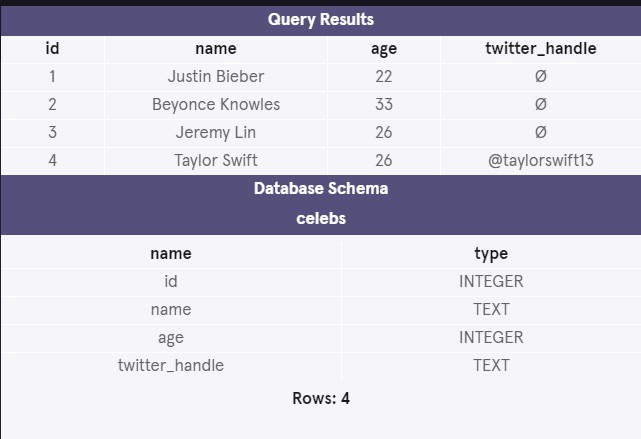 Query Results
id name age twitter_handle
1 Justin Bieber 22 Ø
2 Beyonce Knowles 33 Ø
3 Jeremy Lin 26 Ø
4 Taylor Swift 26 @taylorswift13
Database Schema
celebs
name type
id INTEGER
name TEXT
age INTEGER
twitter_handle TEXT
Rows: 4